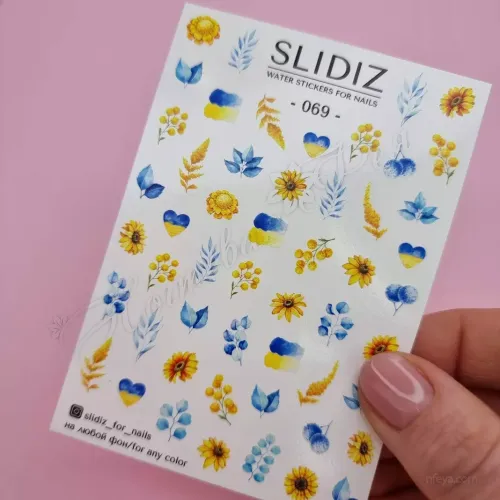 SLIDIZ
WATER STICKERS FOR NAILS
- 069 -
slidiz_for_nails
на любой фон/for any color